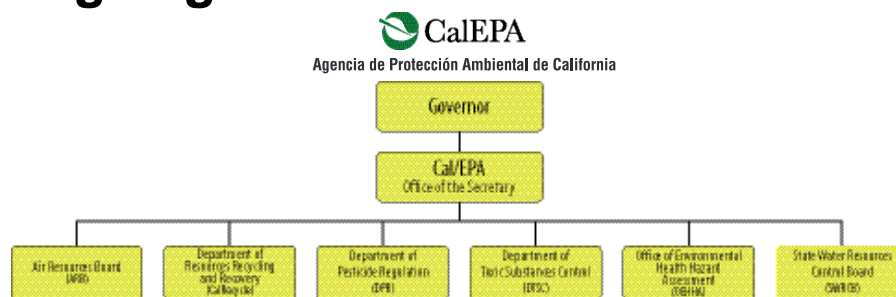 CalEPA
Agencia de Protección Ambiental de California
Governor
Cal/EPA
Office of the Secretary
Air Resources Board
(ARB)
Department of
Resources Recycling
and Recovery
(CalRecycle)
Department of
Pesticide Regulation
(DPR)
Department of
Toxic Substances Control
(DTSC)
Office of Environmental
Health Hazard
Assessment
(OEHHA)
State Water Resources
Control Board
(SWRCB)